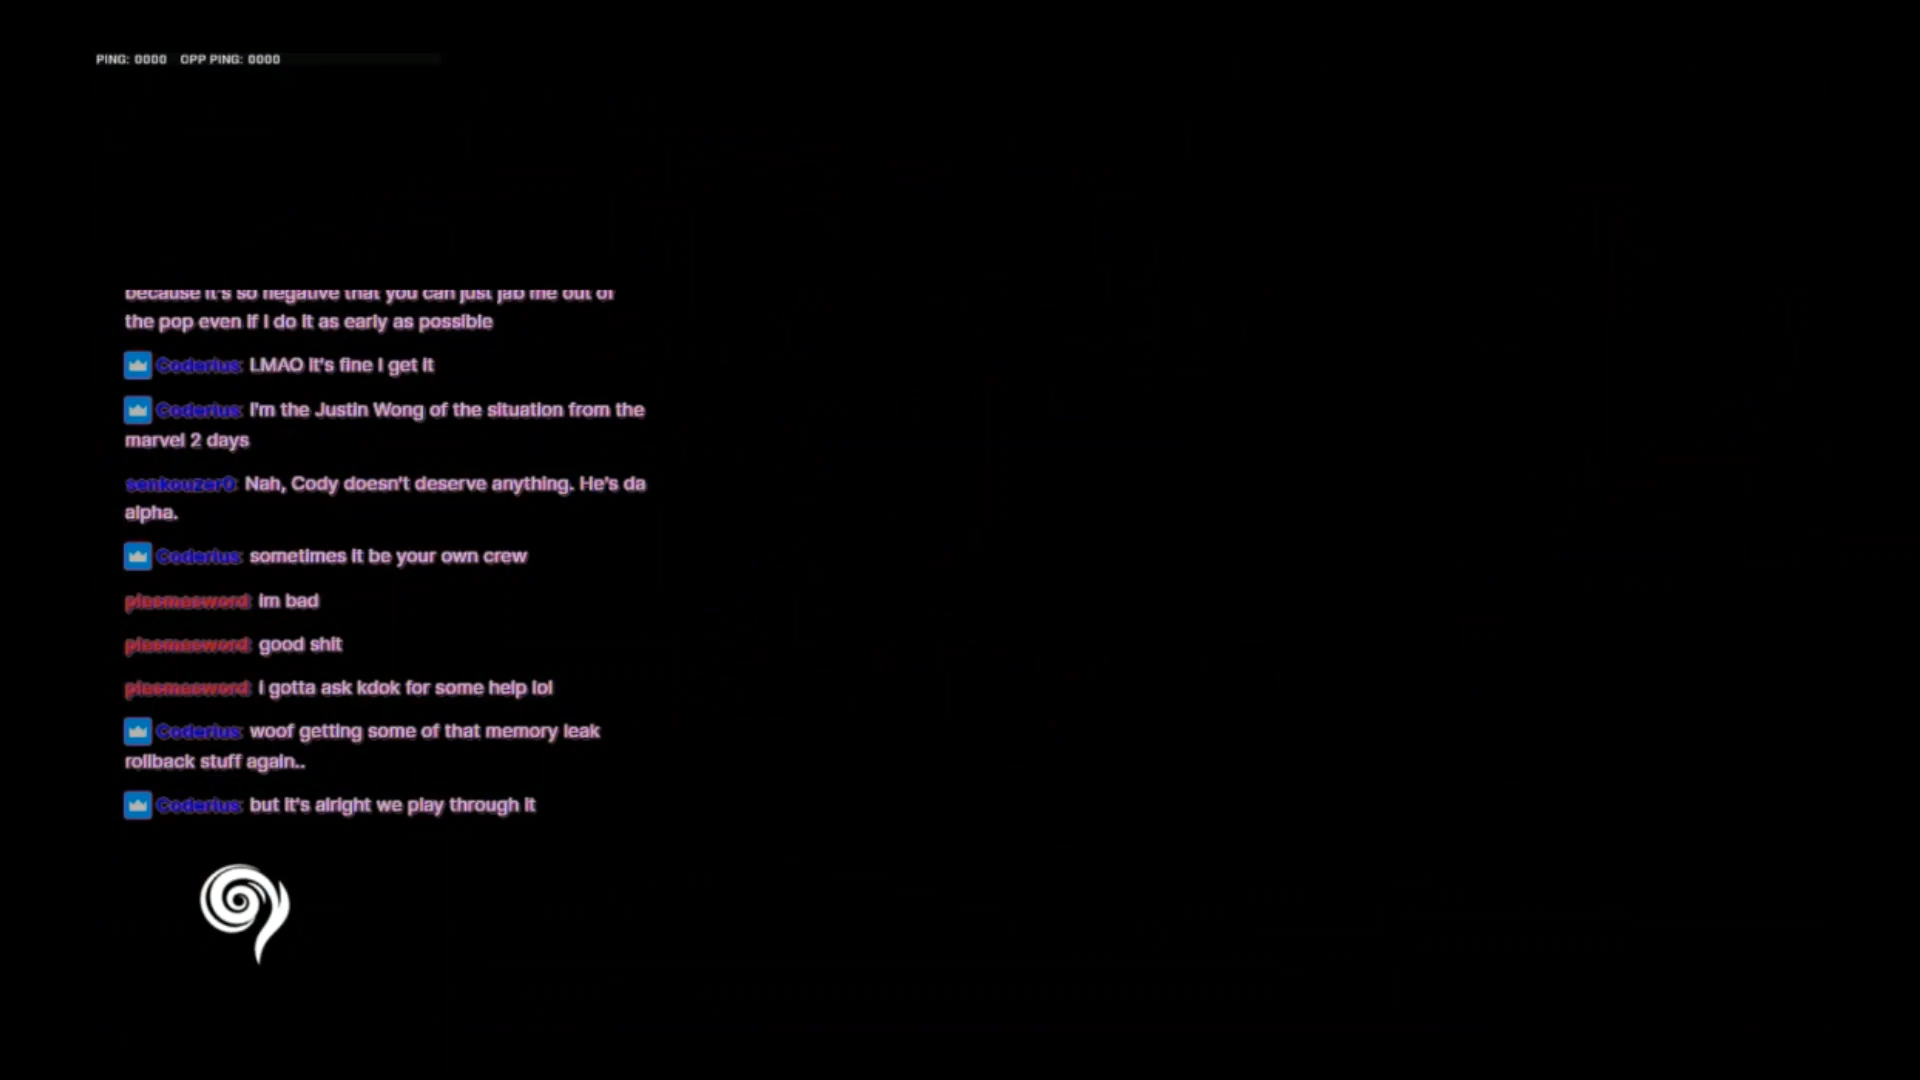 PING: 0000 OPP PING: 0000
because it's so negative that you can just jab me out of
the pop even if I do it as early as possible
Coderius: LMAO it's fine I get it
Coderius: I'm the Justin Wong of the situation from the
marvel 2 days
senkouzer0: Nah, Cody doesn't deserve anything. He's da
alpha.
Coderius: sometimes it be your own crew
im bad
good shit
i gotta ask kdok for some help lol
Coderius: woof getting some of that memory leak
rollback stuff again..
Coderius: but it's alright we play through it